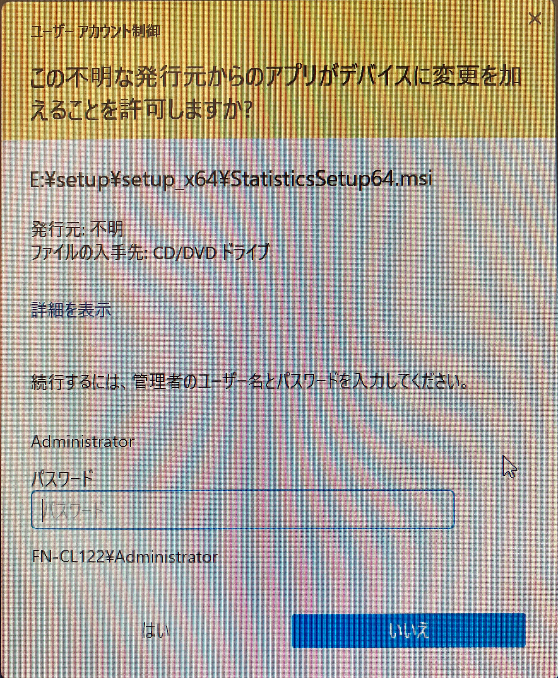 ユーザー アカウント制御
この不明な発行元からのアプリがデバイスに変更を加
えることを許可しますか?
E:¥setup¥setup_x64¥StatisticsSetup64.msi
発行元: 不明
ファイルの入手先: CD/DVD ドライブ
詳細を表示
続行するには、管理者のユーザー名とパスワードを入力してください。
Administrator
パスワード
パスワード
FN-CL122¥Administrator
はい
いいえ